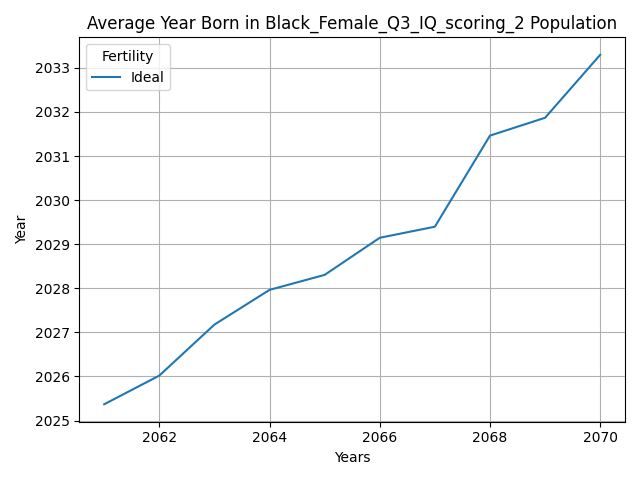 Average Year Born in Black_Female_Q3_IQ_scoring_2 Population
Fertility
Ideal
2033
2032
2031
2030
2029
2028
2027
2026
2025
Year
2062 2064 2066 2068 2070
Years